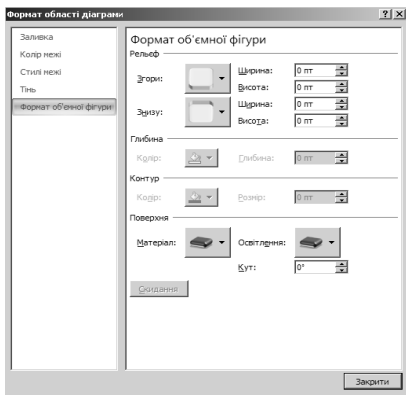 Формат області діаграми
Заливка
Колір межі
Стилі межі
Тінь
Формат об'ємної фігури
Формат об'ємної фігури
Рельєф
Згори:
Ширина: 0 пт
Висота: 0 пт
Знизу:
Ширина: 0 пт
Висота: 0 пт
Глибина
Колір:
Глибина: 0 пт
Контур
Колір:
Розмір: 0 пт
Поверхня
Матеріал:
Освітлення:
Кут: 0°
Скидання
Закрити